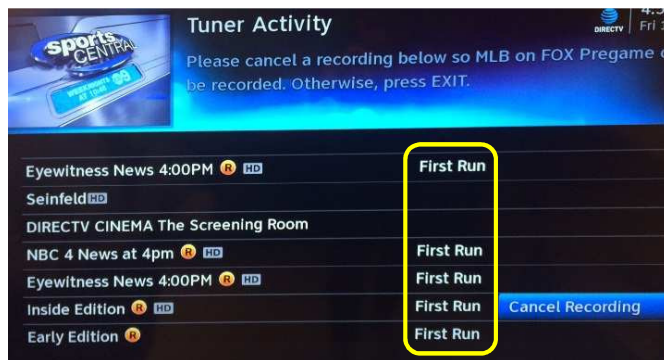 sports
CENTRAL
WEEKNIGHTS
Tuner Activity
DIRECTV
Fri
Please cancel a recording below so MLB on FOX Pregame
be recorded. Otherwise, press EXIT.
Eyewitness News 4:00PM R HD First Run
Seinfeld HD
DIRECTV CINEMA The Screening Room
NBC 4 News at 4pm R HD First Run
Eyewitness News 4:00PM R HD First Run
Inside Edition R HD First Run Cancel Recording
Early Edition R First Run